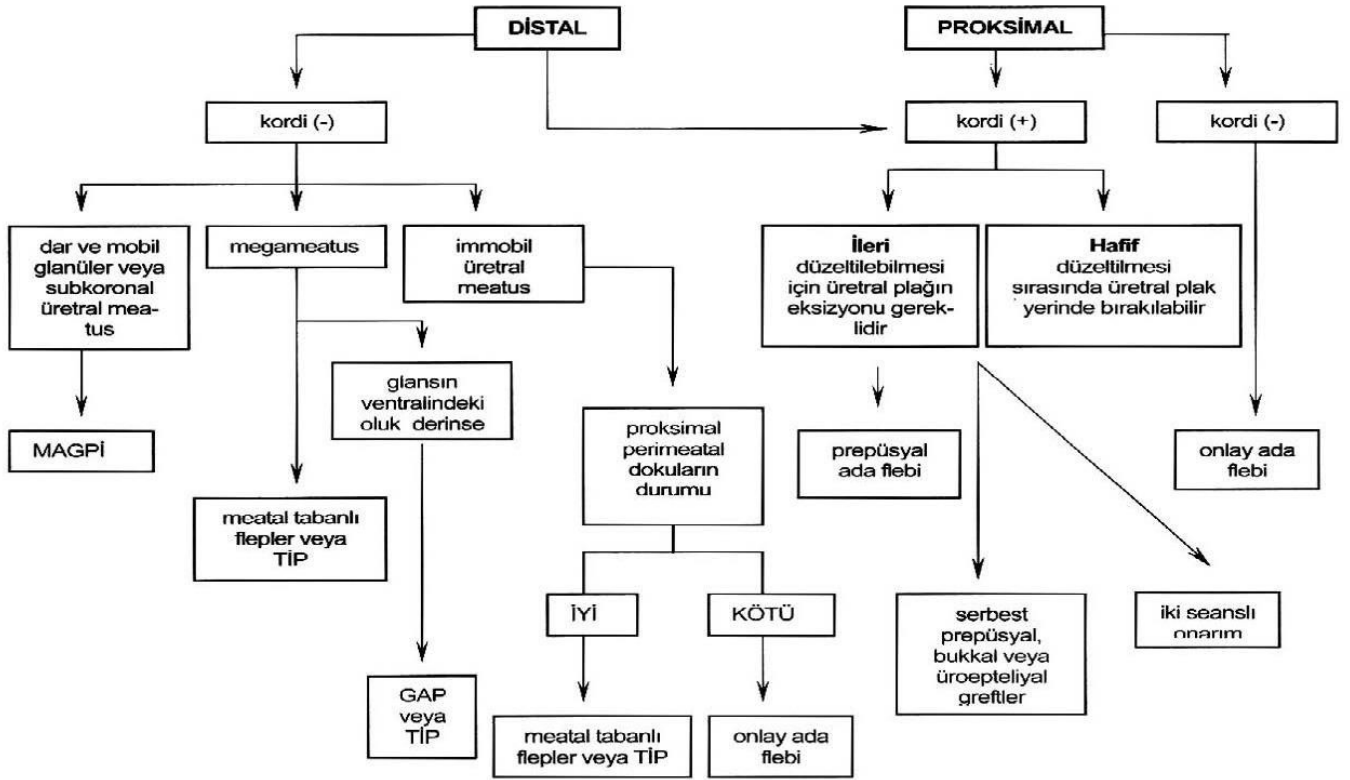 DİSTAL
PROKSİMAL
kordi (-)
kordi (+)
kordi (-)
dar ve mobil
glanüler veya
subkoronal
üretral mea-
tus
megameatus
immobil
üretral
meatus
İleri
düzeltilebilmesi
için üretral plağın
eksizyonu gerek-
lidir
Hafif
düzeltilmesi
sırasında üretral plak
yerinde bırakılabilir
glansın
ventralindeki
oluk derinse
MAGPİ
proksimal
perimeatal
dokuların
durumu
prepüsyal
ada flebi
onlay ada
flebi
meatal tabanlı
flepler veya
TİP
İYİ
KÖTÜ
serbest
prepüsyal,
bukkal veya
üroepteliyal
greftler
iki seanslı
onarım
GAP
veya
TİP
meatal tabanlı
flepler veya TİP
onlay ada
flebi